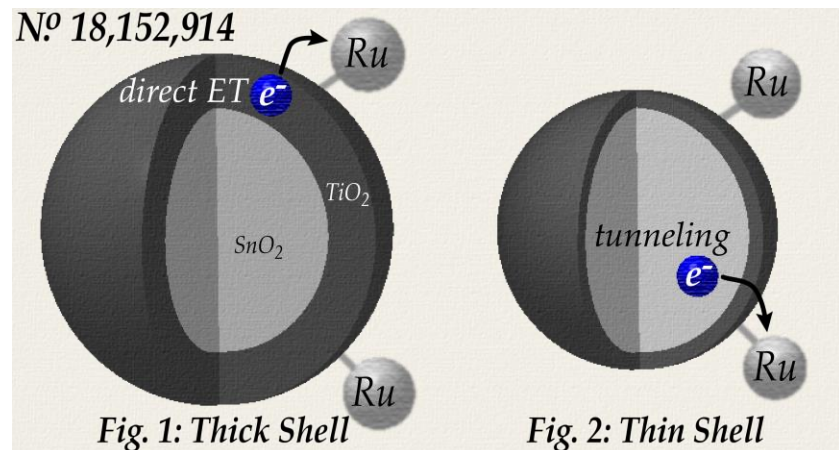 Nº 18,152,914
Ru
direct ET
e⁻
TiO₂
SnO₂
Ru
Fig. 1: Thick Shell
Ru
tunneling
e⁻
Ru
Fig. 2: Thin Shell